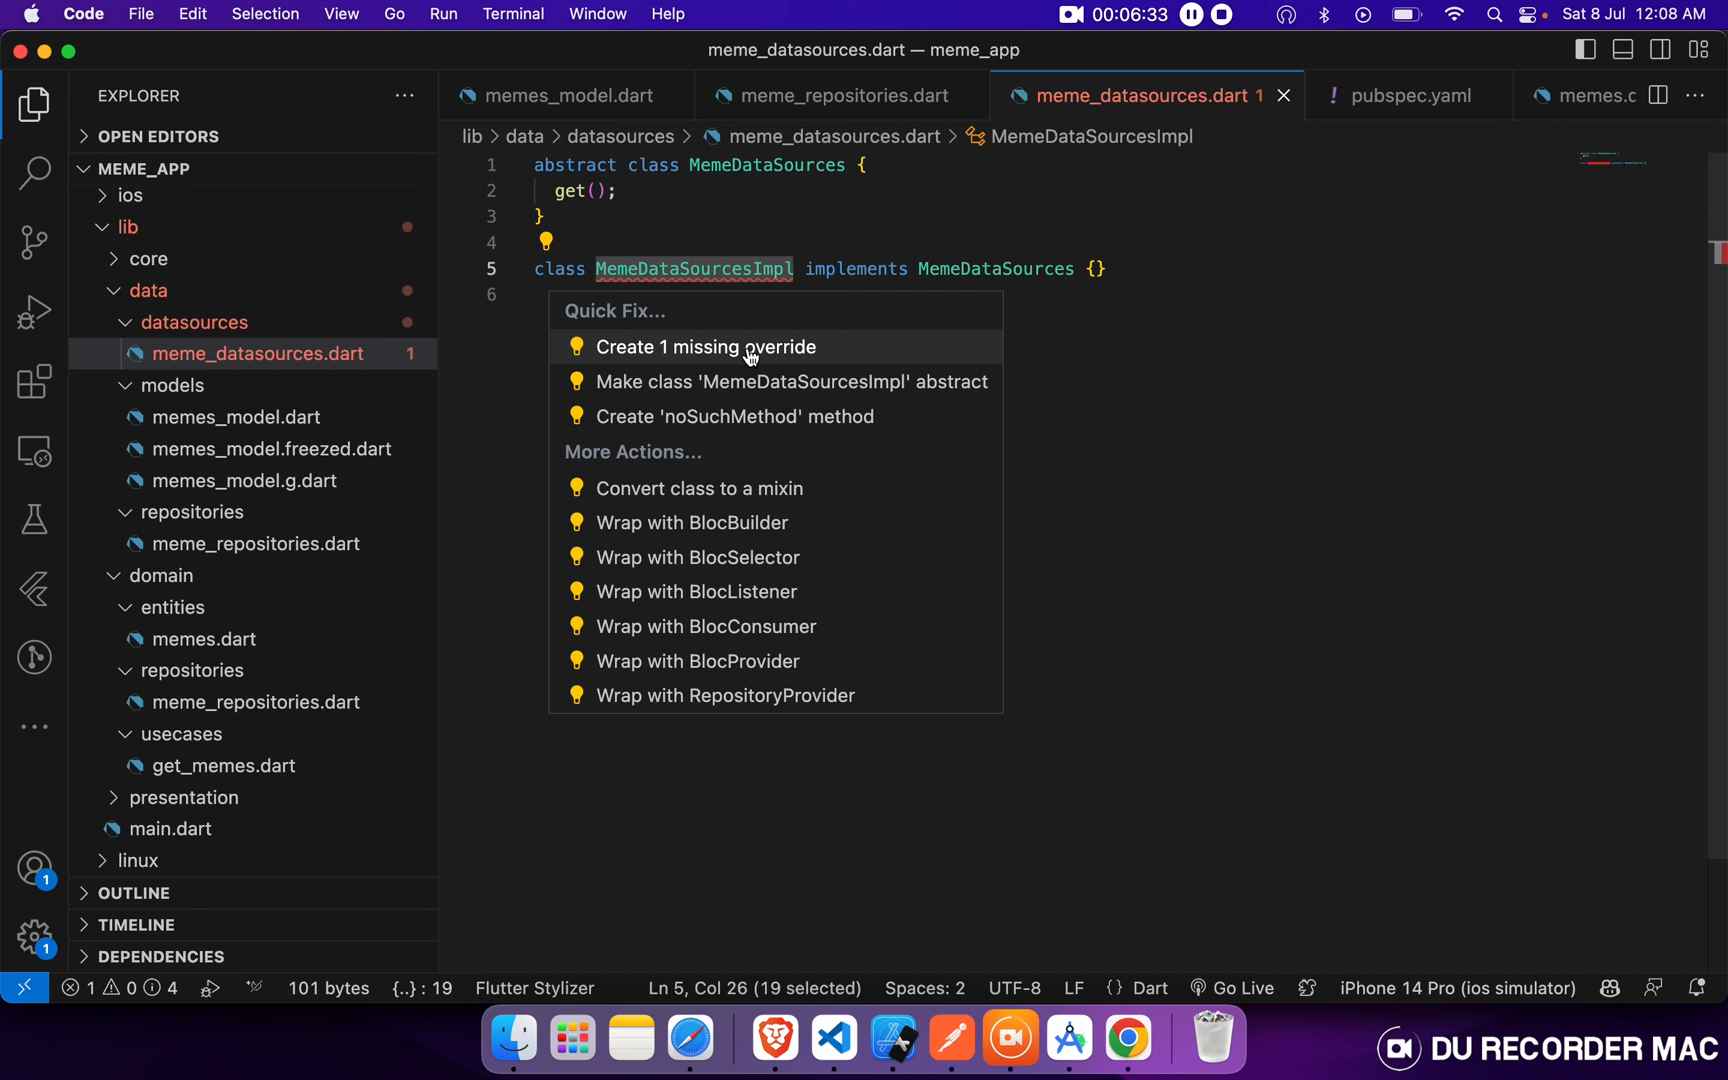 Code File Edit Selection View Go Run Terminal Window Help 00:06:33 Sat 8 Jul 12:08 AM
meme_datasources.dart — meme_app
EXPLORER
memes_model.dart meme_repositories.dart meme_datasources.dart 1 ! pubspec.yaml memes.c
OPEN EDITORS
lib > data > datasources > meme_datasources.dart > MemeDataSourcesImpl
MEME_APP
ios
lib
core
data
datasources
meme_datasources.dart 1
models
memes_model.dart
memes_model.freezed.dart
memes_model.g.dart
repositories
meme_repositories.dart
domain
entities
memes.dart
repositories
meme_repositories.dart
usecases
get_memes.dart
presentation
main.dart
linux
OUTLINE
TIMELINE
DEPENDENCIES
1
1
1 abstract class MemeDataSources {
2 get();
3 }
4
5 class MemeDataSourcesImpl implements MemeDataSources {}
6
Quick Fix...
Create 1 missing override
Make class 'MemeDataSourcesImpl' abstract
Create 'noSuchMethod' method
More Actions...
Convert class to a mixin
Wrap with BlocBuilder
Wrap with BlocSelector
Wrap with BlocListener
Wrap with BlocConsumer
Wrap with BlocProvider
Wrap with RepositoryProvider
1 0 4 101 bytes {..} : 19 Flutter Stylizer Ln 5, Col 26 (19 selected) Spaces: 2 UTF-8 LF {} Dart Go Live iPhone 14 Pro (ios simulator)
DU RECORDER MAC